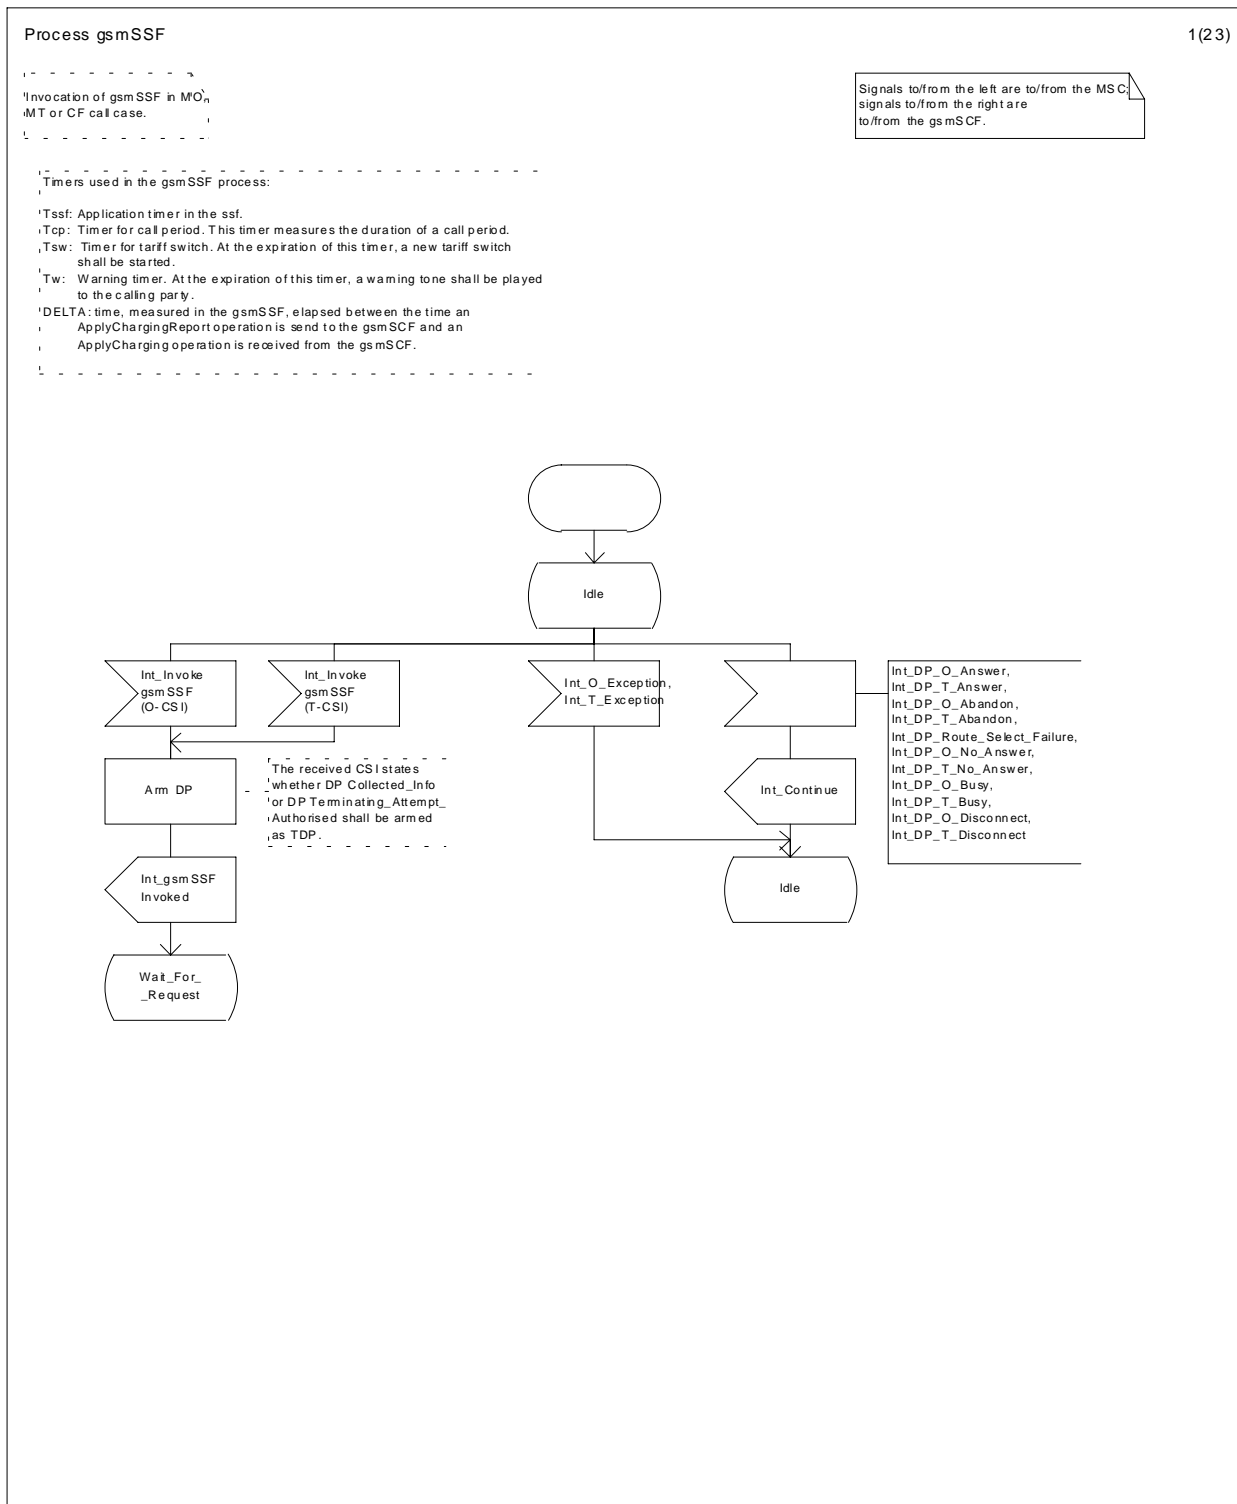 Process gsmSSF
1(23)
Invocation of gsmSSF in MO,
MT or CF call case.
Signals to/from the left are to/from the MSC;
signals to/from the right are
to/from the gsmSCF.
Timers used in the gsmSSF process:
Tssf: Application timer in the ssf.
Tcp: Timer for call period. This timer measures the duration of a call period.
Tsw: Timer for tariff switch. At the expiration of this timer, a new tariff switch
shall be started.
Tw: Warning timer. At the expiration of this timer, a warning tone shall be played
to the calling party.
DELTA: time, measured in the gsmSSF, elapsed between the time an
ApplyChargingReport operation is send to the gsmSCF and an
ApplyCharging operation is received from the gsmSCF.
Idle
Int_Invoke
gsmSSF
(O-CSI)
Int_Invoke
gsmSSF
(T-CSI)
Int_O_Exception,
Int_T_Exception
Int_DP_O_Answer,
Int_DP_T_Answer,
Int_DP_O_Abandon,
Int_DP_T_Abandon,
Int_DP_Route_Select_Failure,
Int_DP_O_No_Answer,
Int_DP_T_No_Answer,
Int_DP_O_Busy,
Int_DP_T_Busy,
Int_DP_O_Disconnect,
Int_DP_T_Disconnect
Arm DP
The received CSI states
whether DP Collected_Info
or DP Terminating_Attempt_
Authorised shall be armed
as TDP.
Int_Continue
Int_gsmSSF
Invoked
Idle
Wait_For_
_Request